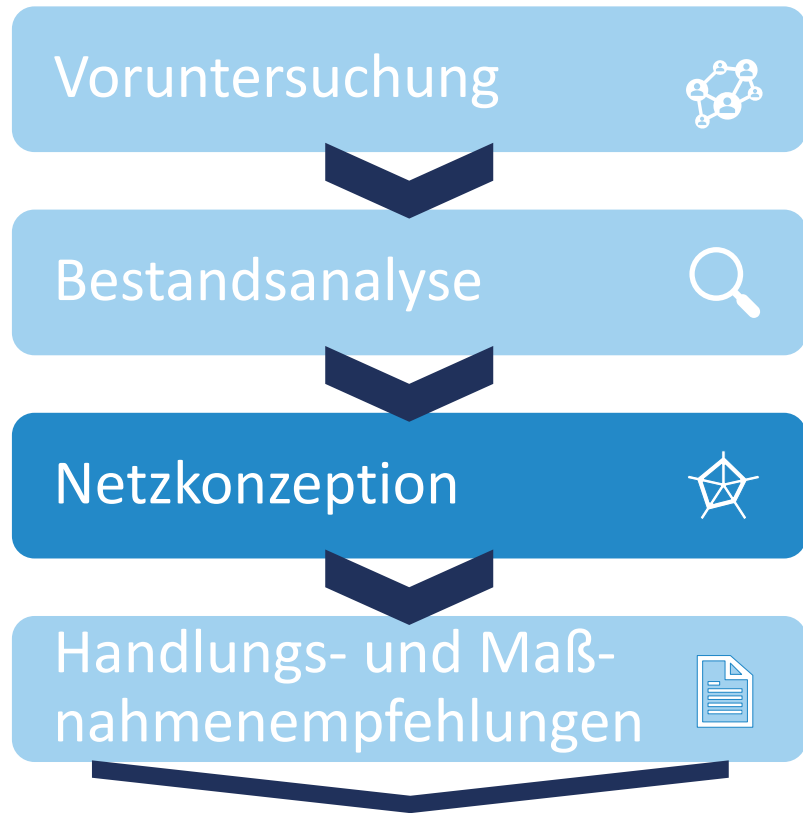 Voruntersuchung
Bestandsanalyse
Netzkonzeption
Handlungs- und Maß-
nahmenempfehlungen